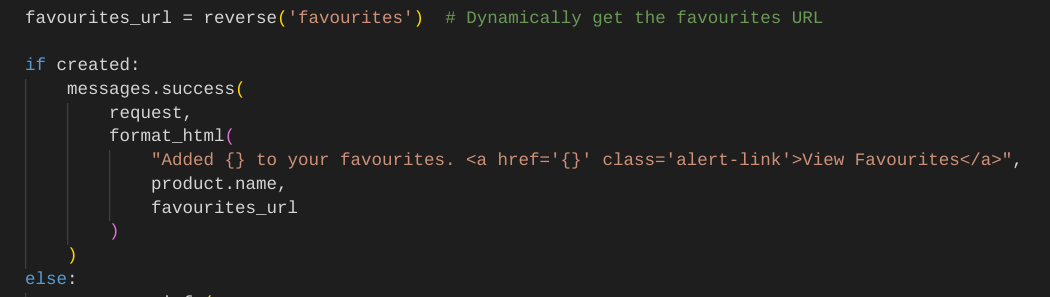 favourites_url = reverse('favourites')  # Dynamically get the favourites URL
if created:
messages.success(
request,
format_html(
"Added {} to your favourites. <a href='{}' class='alert-link'>View Favourites</a>",
product.name,
favourites_url
)
)
else: